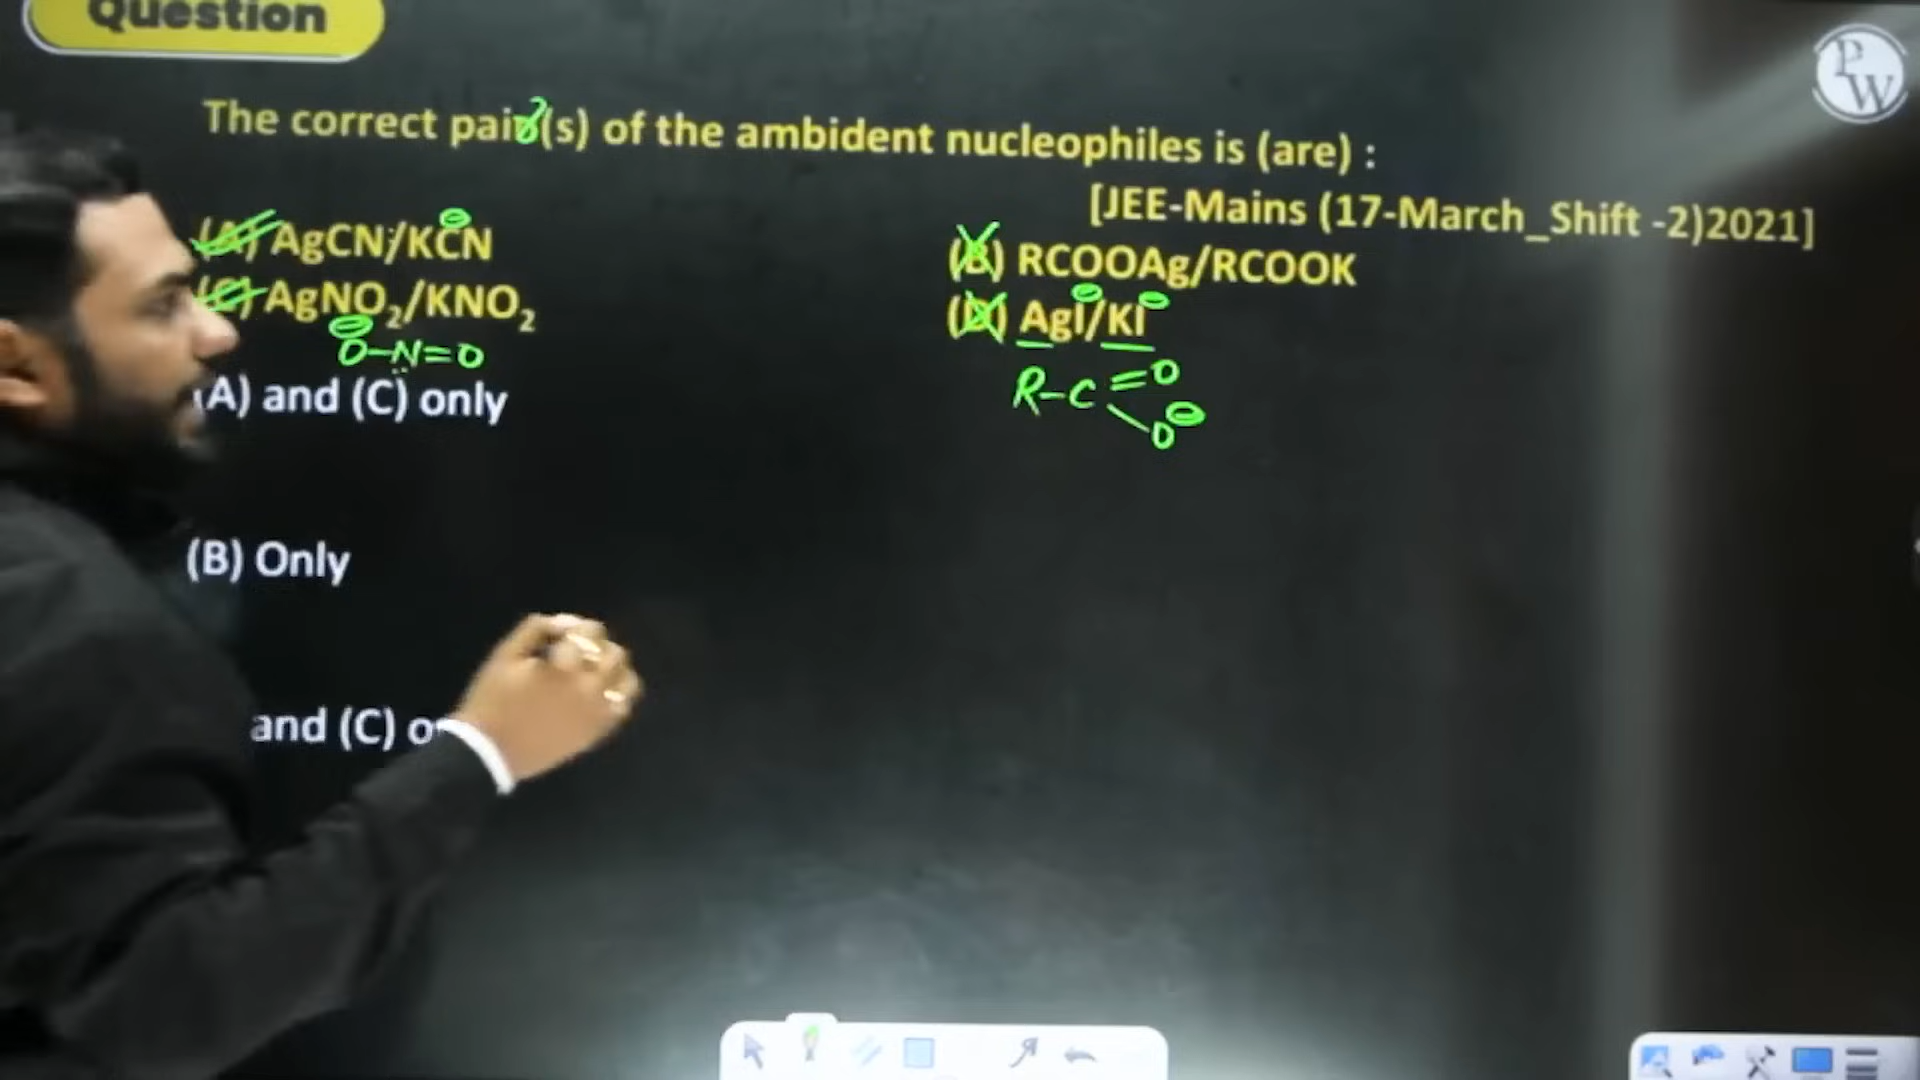 Question
The correct pair(s) of the ambident nucleophiles is (are) :
[JEE-Mains (17-March_Shift -2)2021]
(A) AgCN/KCN
(B) RCOOAg/RCOOK
(C) AgNO₂/KNO₂
(D) AgI/KI
O–N=O
R–C=O
O
(A) and (C) only
(B) Only
and (C)
PW